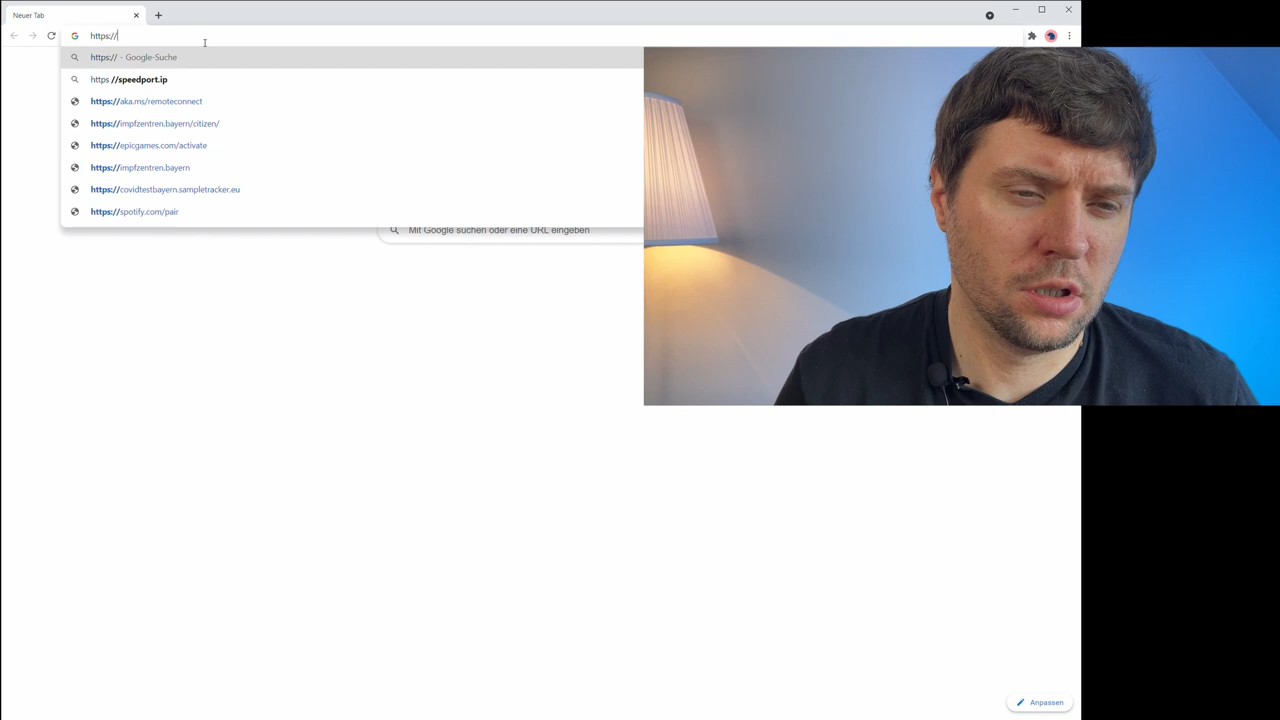 Neuer Tab
https://
https:// - Google-Suche
https //speedport.ip
https://aka.ms/remoteconnect
https://impfzentren.bayern/citizen/
https://epicgames.com/activate
https://impfzentren.bayern
https://covidtestbayern.sampletracker.eu
https://spotify.com/pair
Mit Google suchen oder eine URL eingeben
Anpassen